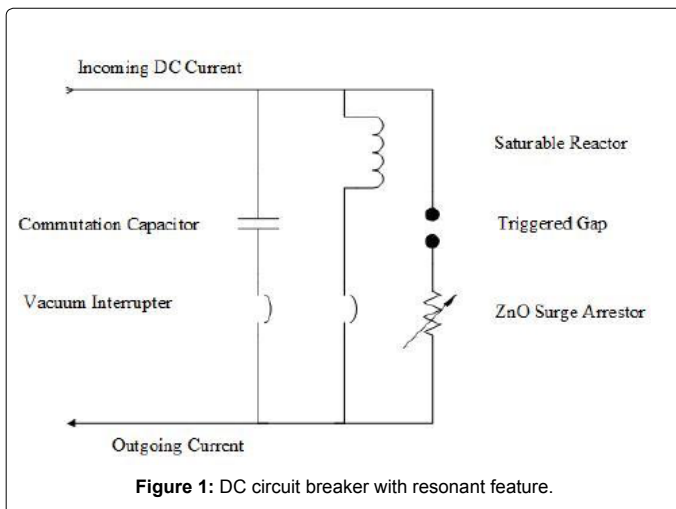 Incoming DC Current
Saturable Reactor
Commutation Capacitor
Triggered Gap
Vacuum Interrupter
ZnO Surge Arrestor
Outgoing Current
Figure 1: DC circuit breaker with resonant feature.